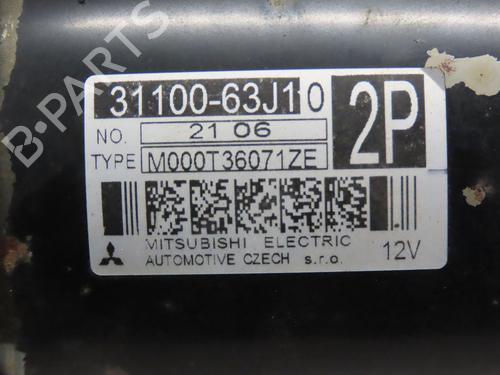 B-PARTS
31100-63J10
2P
NO. 21 06
TYPE M000T36071ZE
MITSUBISHI ELECTRIC
AUTOMOTIVE CZECH s.r.o.
12V